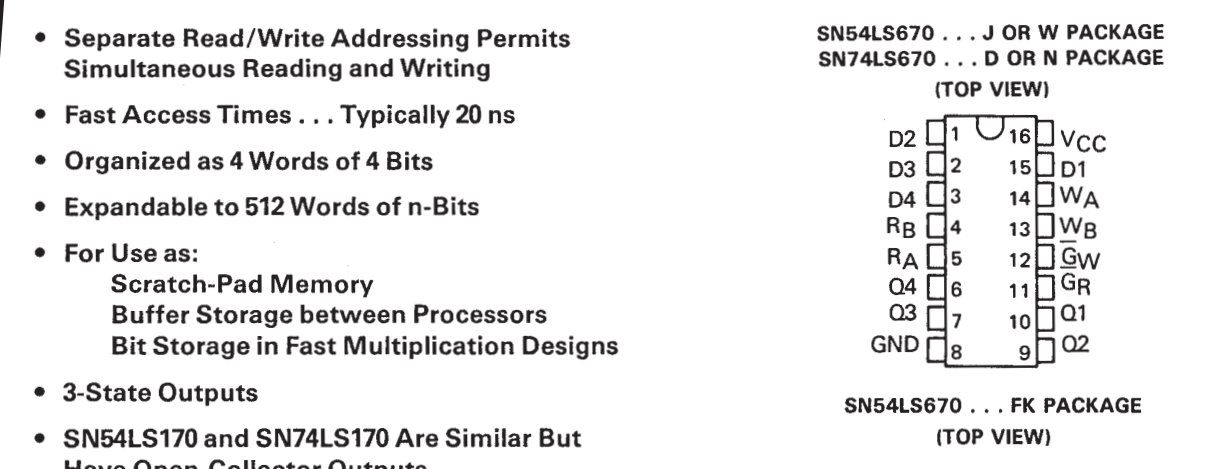 • Separate Read/Write Addressing Permits
Simultaneous Reading and Writing
• Fast Access Times . . . Typically 20 ns
• Organized as 4 Words of 4 Bits
• Expandable to 512 Words of n-Bits
• For Use as:
Scratch-Pad Memory
Buffer Storage between Processors
Bit Storage in Fast Multiplication Designs
• 3-State Outputs
• SN54LS170 and SN74LS170 Are Similar But
Have Open-Collector Outputs
SN54LS670 . . . J OR W PACKAGE
SN74LS670 . . . D OR N PACKAGE
(TOP VIEW)
D2 1 16 VCC
D3 2 15 D1
D4 3 14 WA
RB 4 13 WB
RA 5 12 G̅W
Q4 6 11 G̅R
Q3 7 10 Q1
GND 8 9 Q2
SN54LS670 . . . FK PACKAGE
(TOP VIEW)